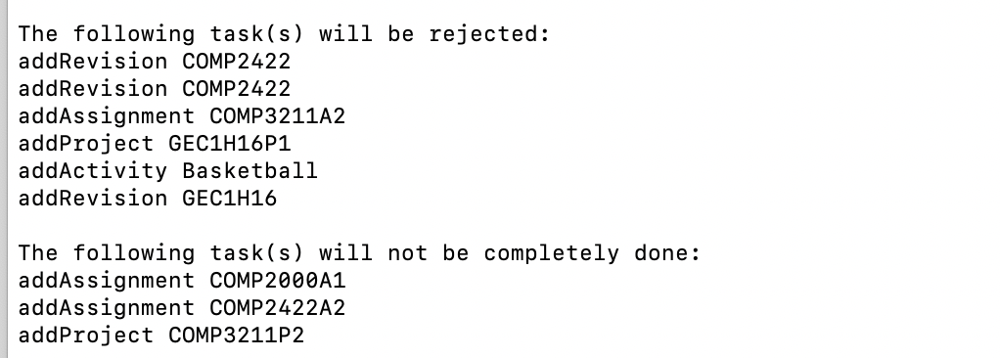 The following task(s) will be rejected:
addRevision COMP2422
addRevision COMP2422
addAssignment COMP3211A2
addProject GEC1H16P1
addActivity Basketball
addRevision GEC1H16
The following task(s) will not be completely done:
addAssignment COMP2000A1
addAssignment COMP2422A2
addProject COMP3211P2